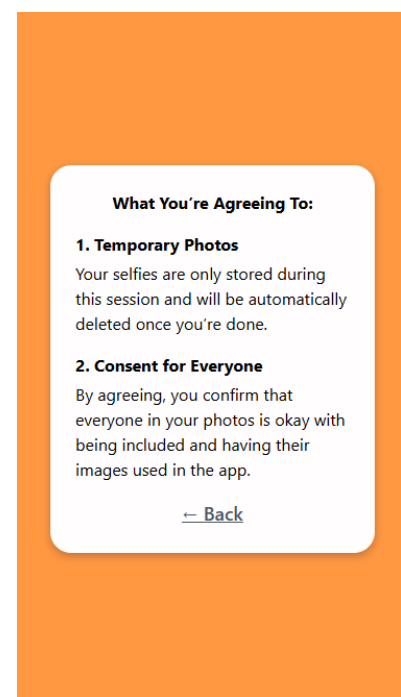 What You're Agreeing To:
1. Temporary Photos
Your selfies are only stored during
this session and will be automatically
deleted once you're done.
2. Consent for Everyone
By agreeing, you confirm that
everyone in your photos is okay with
being included and having their
images used in the app.
← Back